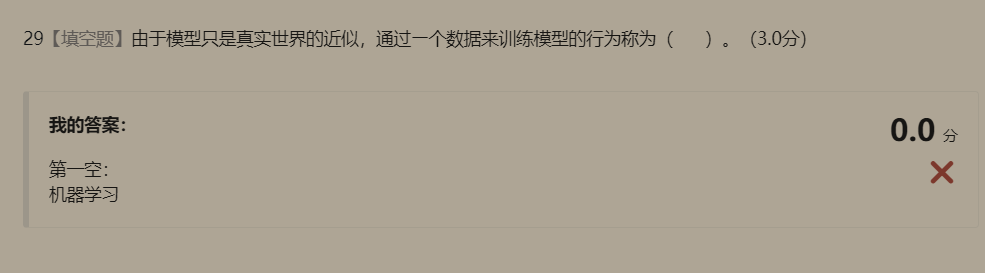 29【填空题】由于模型只是真实世界的近似，通过一个数据来训练模型的行为称为（　　）。（3.0分）
我的答案：
0.0 分
第一空：
机器学习